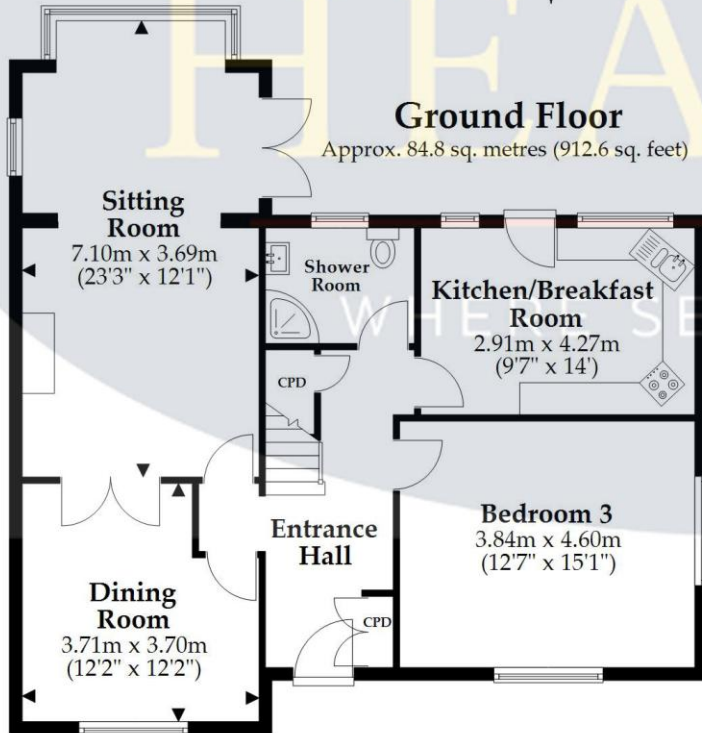 HEA
Ground Floor
Approx. 84.8 sq. metres (912.6 sq. feet)
Sitting
Room
7.10m x 3.69m
(23'3" x 12'1")
Shower
Room
Kitchen/Breakfast
Room
2.91m x 4.27m
(9'7" x 14')
WHERE SE
CPD
Entrance
Hall
Bedroom 3
3.84m x 4.60m
(12'7" x 15'1")
Dining
Room
3.71m x 3.70m
(12'2" x 12'2")
CPD